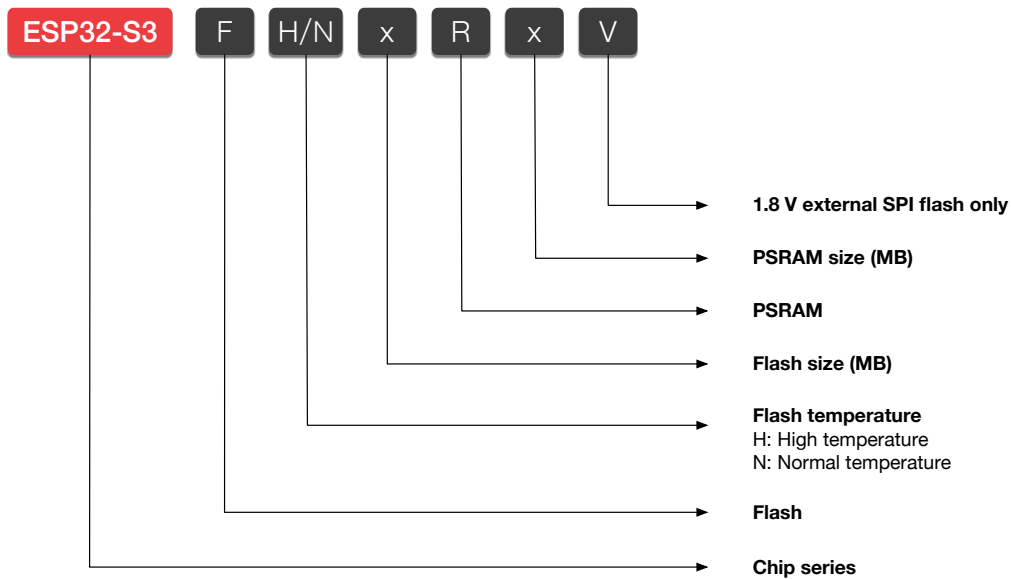 ESP32-S3 F H/N x R x V
1.8 V external SPI flash only
PSRAM size (MB)
PSRAM
Flash size (MB)
Flash temperature
H: High temperature
N: Normal temperature
Flash
Chip series